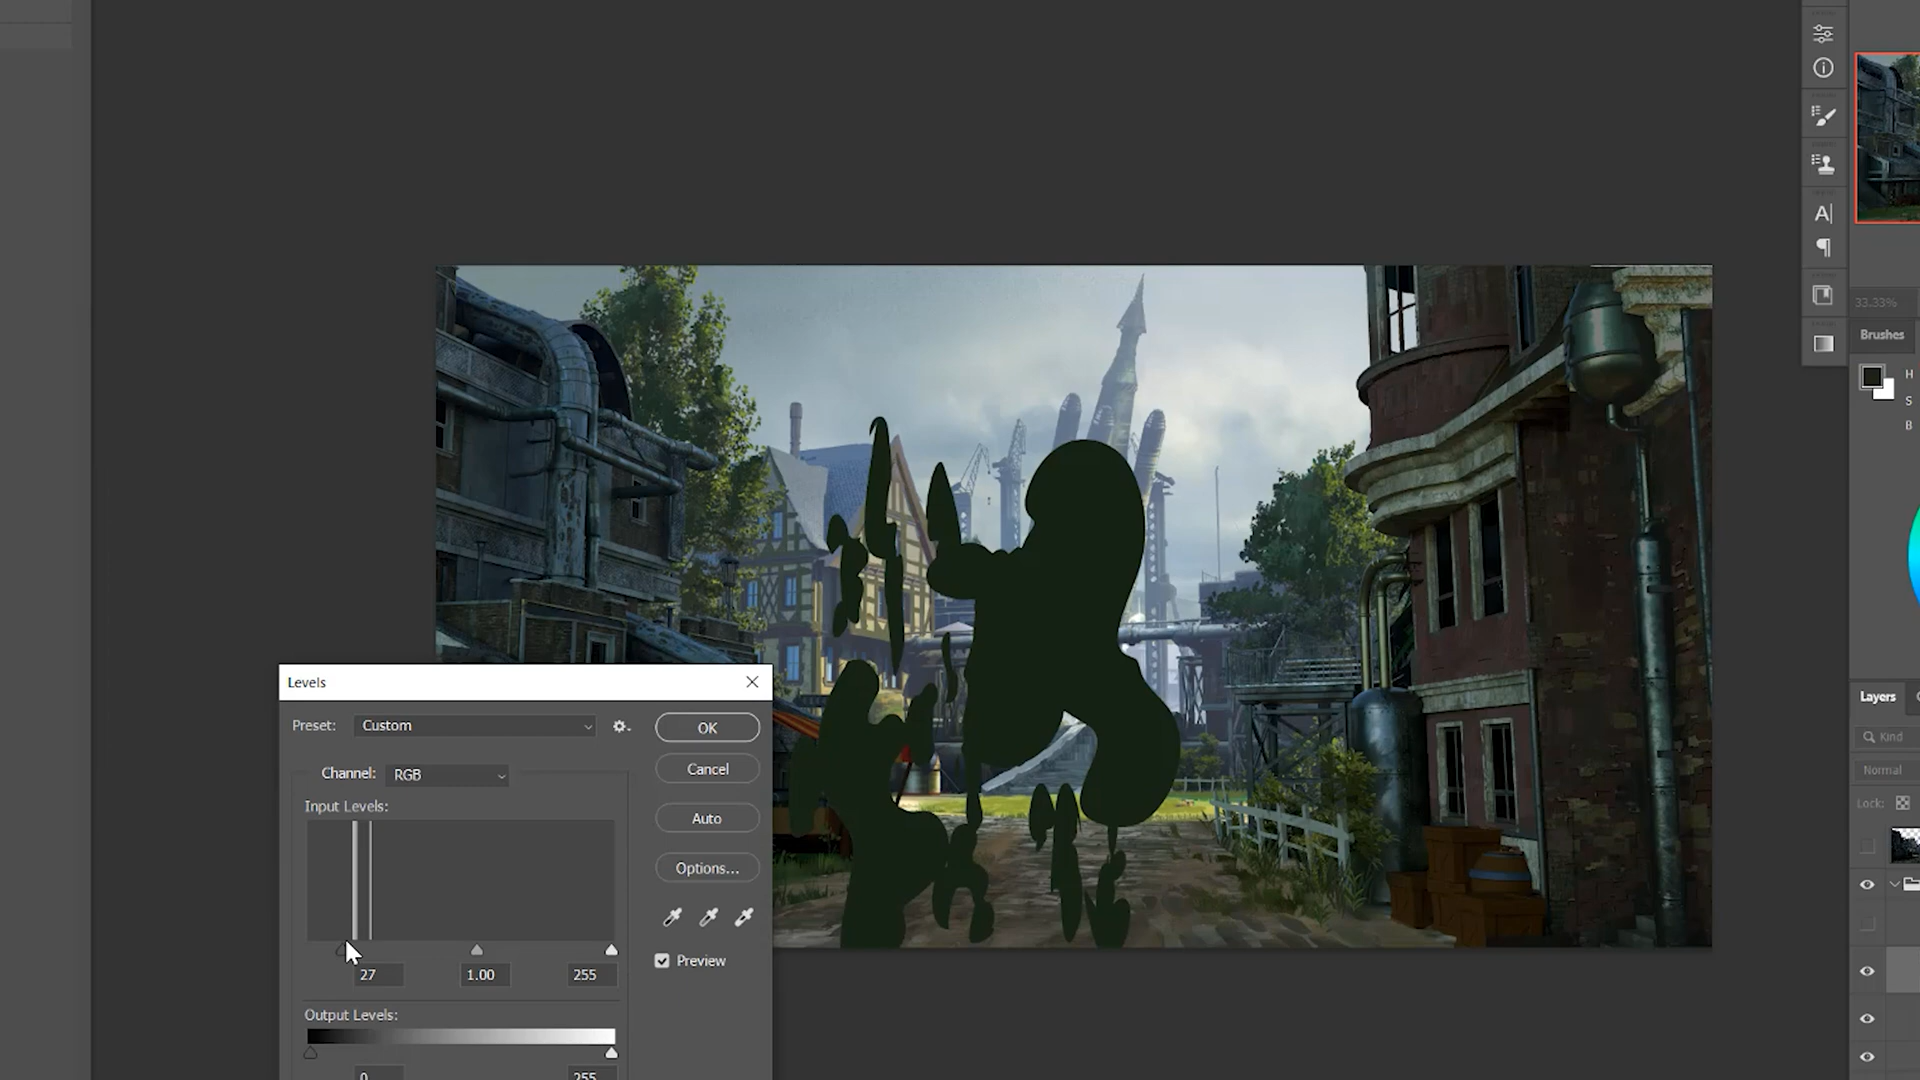 33.33%
Brushes
H
S
B
Levels
Preset: Custom
OK
Channel: RGB
Cancel
Input Levels:
Auto
Options...
27 1.00 255
Preview
Output Levels:
0 255
Layers
Kind
Normal
Lock: